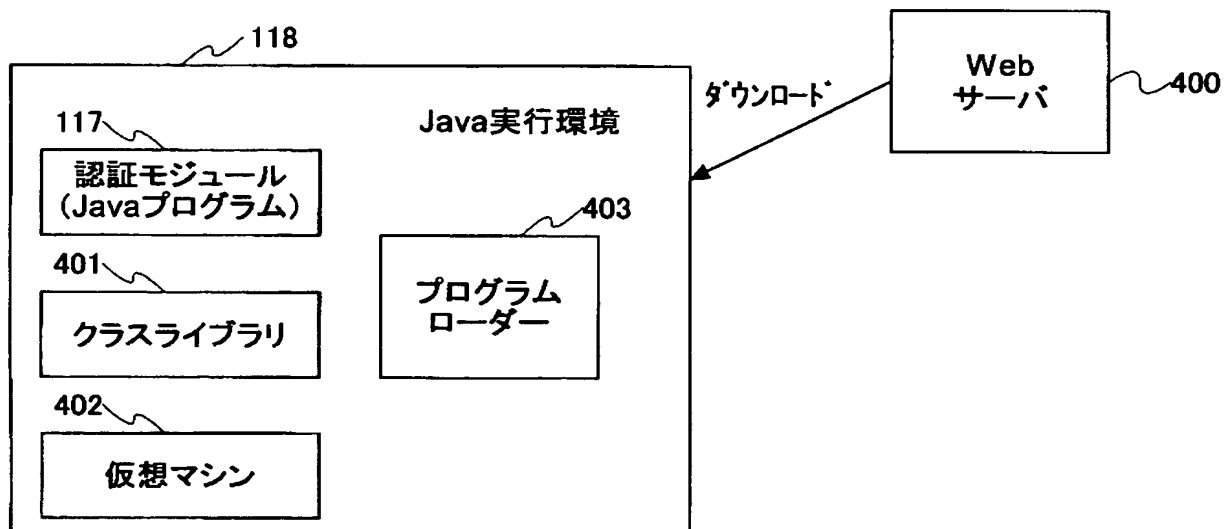 118
Web
サーバ
400
ダウンロード
Java実行環境
117
認証モジュール
(Javaプログラム)
403
プログラム
ローダー
401
クラスライブラリ
402
仮想マシン